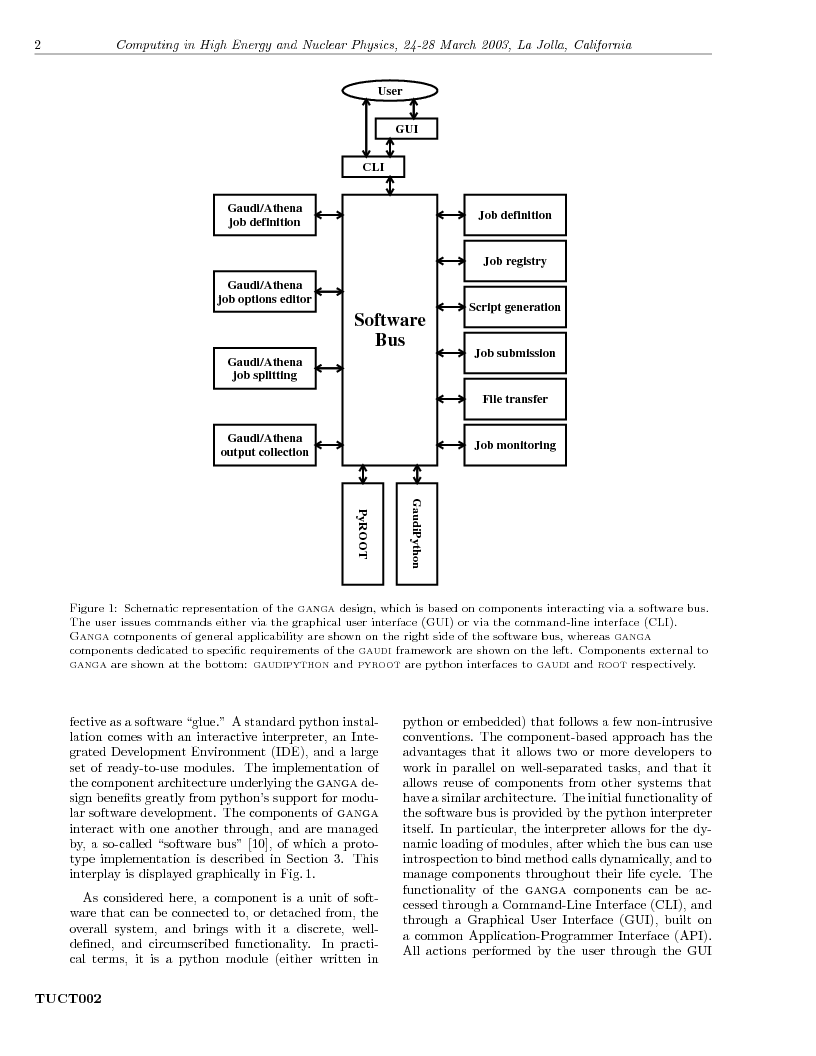 2
Computing in High Energy and Nuclear Physics, 24-28 March 2003, La Jolla, California
User
GUI
CLI
Gaudi/Athena
job definition
Gaudi/Athena
job options editor
Gaudi/Athena
job splitting
Gaudi/Athena
output collection
Software
Bus
Job definition
Job registry
Script generation
Job submission
File transfer
Job monitoring
PyROOT
GaudiPython
Figure 1: Schematic representation of the GANGA design, which is based on components interacting via a software bus.
The user issues commands either via the graphical user interface (GUI) or via the command-line interface (CLI).
GANGA components of general applicability are shown on the right side of the software bus, whereas GANGA
components dedicated to specific requirements of the GAUDI framework are shown on the left. Components external to
GANGA are shown at the bottom: GAUDIPYTHON and PYROOT are python interfaces to GAUDI and ROOT respectively.
fective as a software “glue.” A standard python instal-
lation comes with an interactive interpreter, an Inte-
grated Development Environment (IDE), and a large
set of ready-to-use modules. The implementation of
the component architecture underlying the GANGA de-
sign benefits greatly from python's support for modu-
lar software development. The components of GANGA
interact with one another through, and are managed
by, a so-called “software bus” [10], of which a proto-
type implementation is described in Section 3. This
interplay is displayed graphically in Fig. 1.
As considered here, a component is a unit of soft-
ware that can be connected to, or detached from, the
overall system, and brings with it a discrete, well-
defined, and circumscribed functionality. In practi-
cal terms, it is a python module (either written in
python or embedded) that follows a few non-intrusive
conventions. The component-based approach has the
advantages that it allows two or more developers to
work in parallel on well-separated tasks, and that it
allows reuse of components from other systems that
have a similar architecture. The initial functionality of
the software bus is provided by the python interpreter
itself. In particular, the interpreter allows for the dy-
namic loading of modules, after which the bus can use
introspection to bind method calls dynamically, and to
manage components throughout their life cycle. The
functionality of the GANGA components can be ac-
cessed through a Command-Line Interface (CLI), and
through a Graphical User Interface (GUI), built on
a common Application-Programmer Interface (API).
All actions performed by the user through the GUI
TUCT002